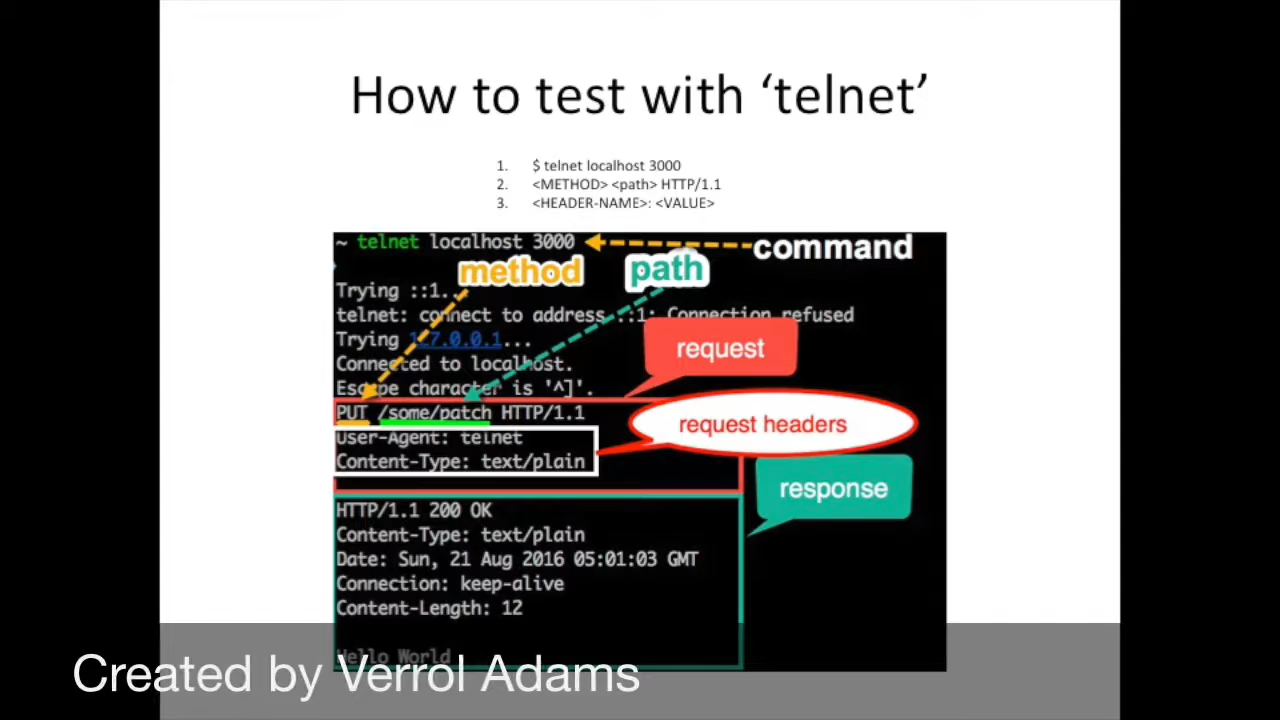 How to test with ‘telnet’
1. $ telnet localhost 3000
2. <METHOD> <path> HTTP/1.1
3. <HEADER-NAME>: <VALUE>
~ telnet localhost 3000
command
method
path
Trying ::1...
telnet: connect to address ::1: Connection refused
Trying 127.0.0.1...
Connected to localhost.
request
Escape character is '^]'.
PUT /some/patch HTTP/1.1
request headers
User-Agent: telnet
Content-Type: text/plain
response
HTTP/1.1 200 OK
Content-Type: text/plain
Date: Sun, 21 Aug 2016 05:01:03 GMT
Connection: keep-alive
Content-Length: 12
Hello World
Created by Verrol Adams